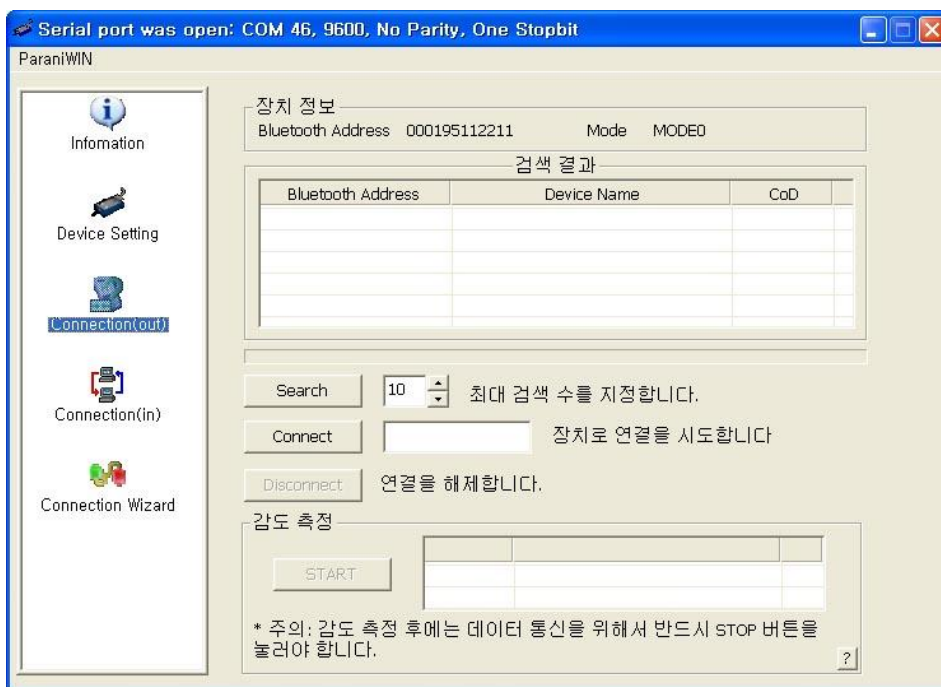 Serial port was open: COM 46, 9600, No Parity, One Stopbit
ParaniWIN
Infomation
Device Setting
Connection(out)
Connection(in)
Connection Wizard
장치 정보
Bluetooth Address 000195112211 Mode MODE0
검색 결과
Bluetooth Address Device Name CoD
Search 10 최대 검색 수를 지정합니다.
Connect 장치로 연결을 시도합니다
Disconnect 연결을 해제합니다.
감도 측정
START
* 주의: 감도 측정 후에는 데이터 통신을 위해서 반드시 STOP 버튼을
눌러야 합니다.
?